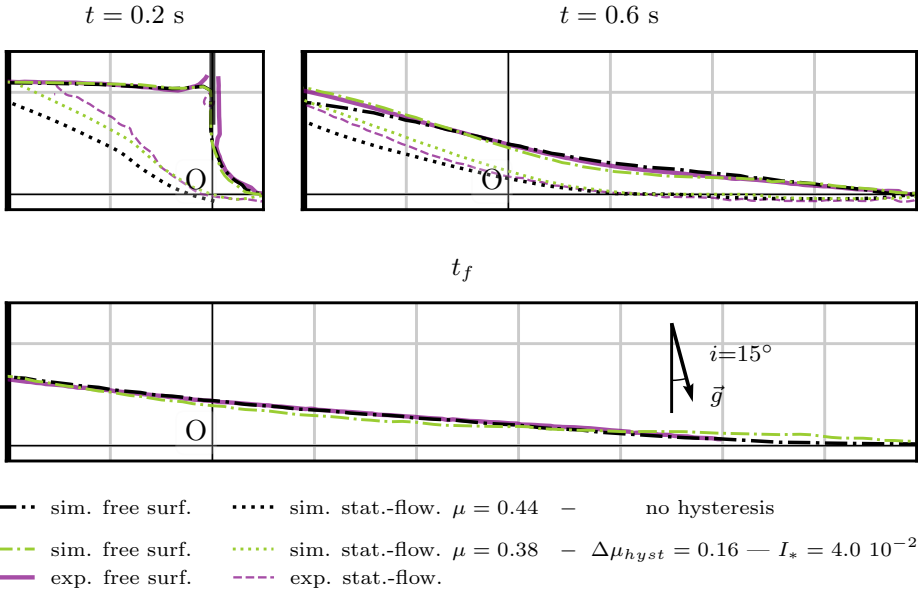 t = 0.2 s
t = 0.6 s
O
O
t_f
i=15°
g⃗
O
sim. free surf. sim. stat.-flow. μ = 0.44 – no hysteresis
sim. free surf. sim. stat.-flow. μ = 0.38 – Δμ_hyst = 0.16 — I_* = 4.0 10⁻²
exp. free surf. exp. stat.-flow.